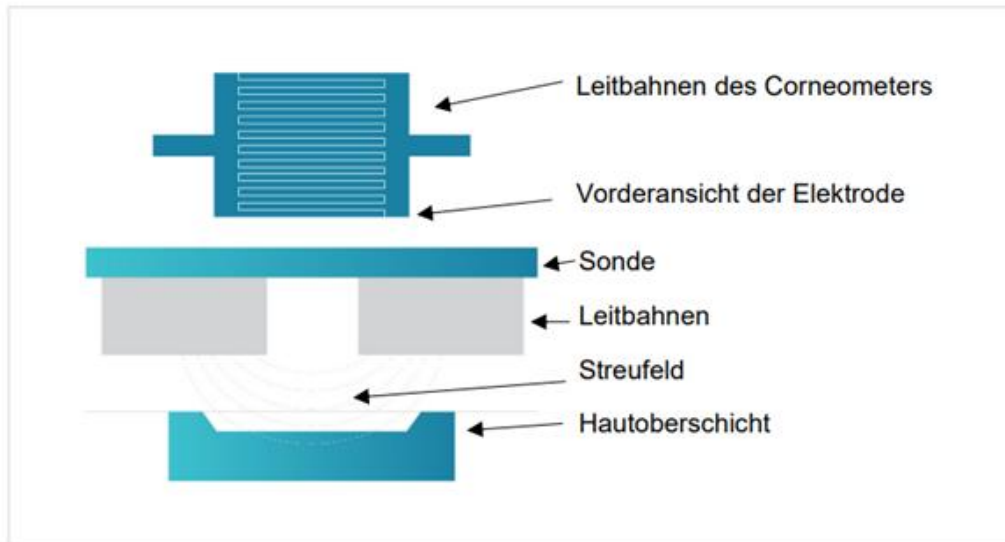 Leitbahnen des Corneometers
Vorderansicht der Elektrode
Sonde
Leitbahnen
Streufeld
Hautoberschicht